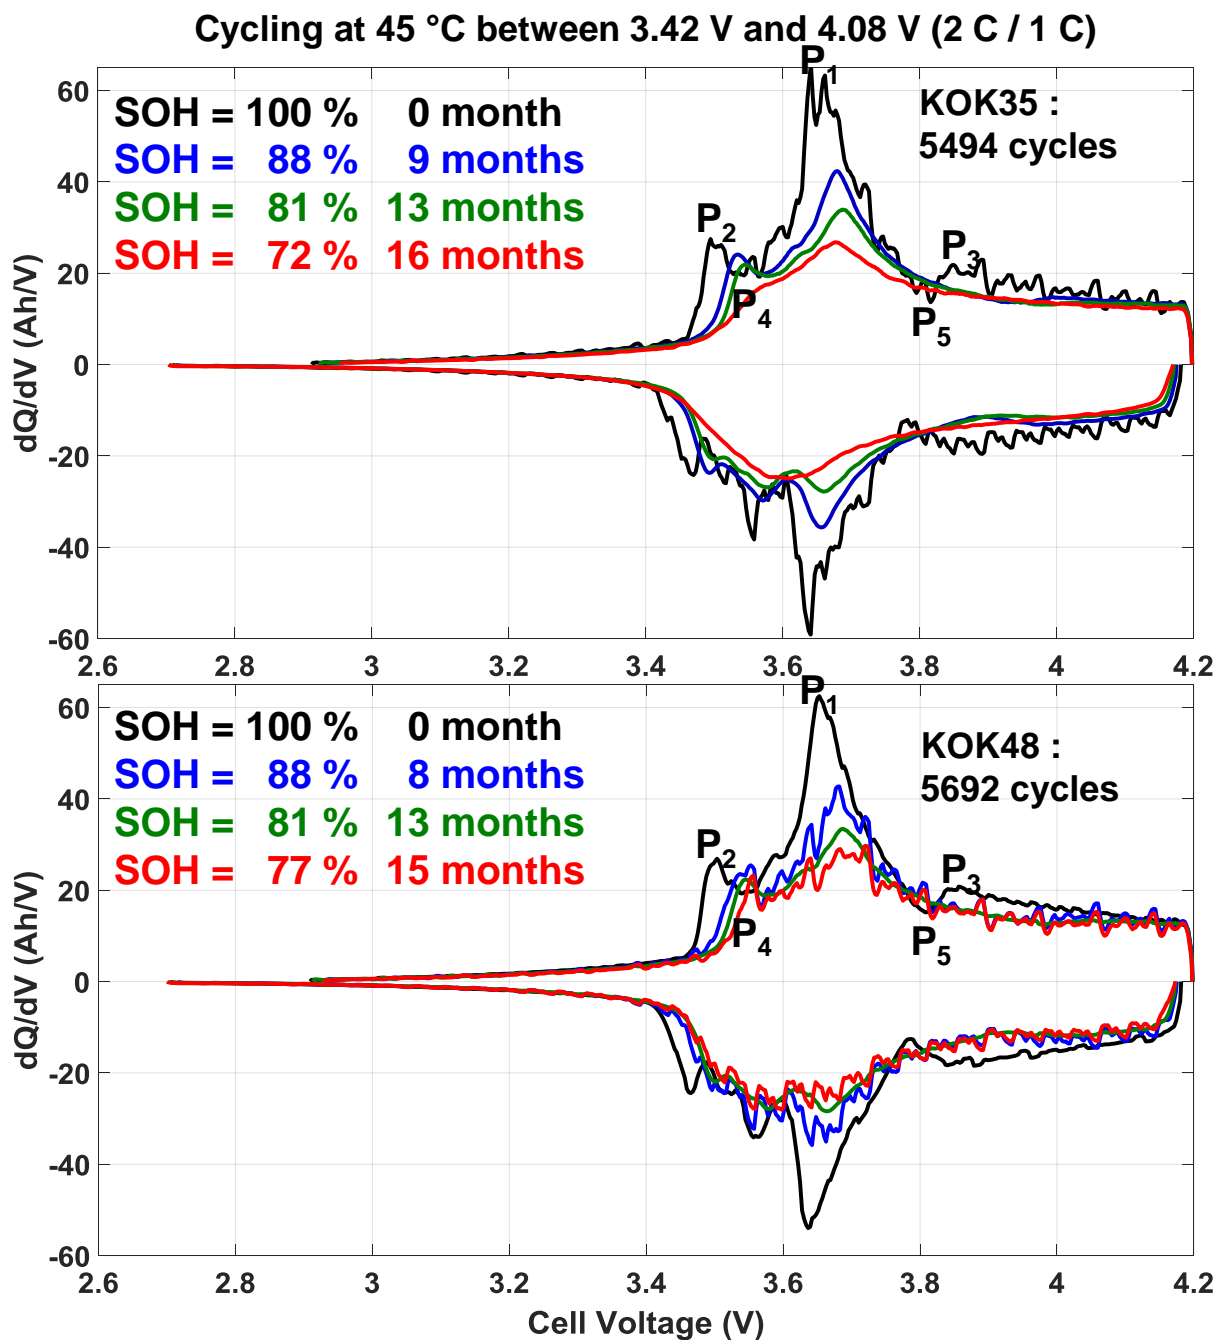 Cycling at 45 °C between 3.42 V and 4.08 V (2 C / 1 C)
SOH = 100 % 0 month
SOH = 88 % 9 months
SOH = 81 % 13 months
SOH = 72 % 16 months
KOK35 :
5494 cycles
P1
P2
P3
P4
P5
dQ/dV (Ah/V)
60
40
20
0
-20
-40
-60
2.6 2.8 3 3.2 3.4 3.6 3.8 4 4.2
SOH = 100 % 0 month
SOH = 88 % 8 months
SOH = 81 % 13 months
SOH = 77 % 15 months
KOK48 :
5692 cycles
P1
P2
P3
P4
P5
dQ/dV (Ah/V)
60
40
20
0
-20
-40
-60
2.6 2.8 3 3.2 3.4 3.6 3.8 4 4.2
Cell Voltage (V)